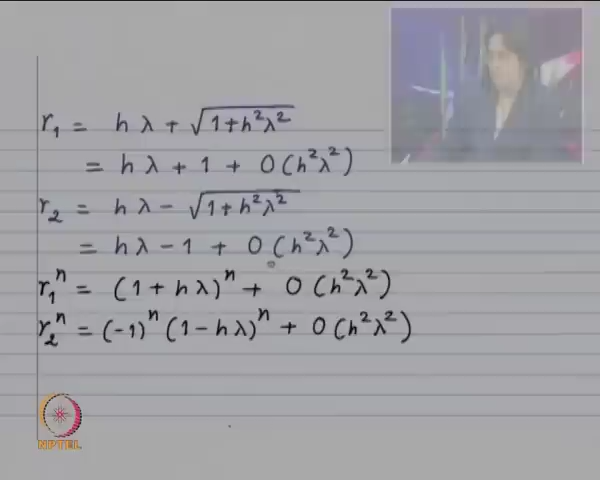 r₁ = hλ + √(1+h²λ²)
= hλ + 1 + O(h²λ²)
r₂ = hλ − √(1+h²λ²)
= hλ − 1 + O(h²λ²)
r₁ⁿ = (1 + hλ)ⁿ + O(h²λ²)
r₂ⁿ = (−1)ⁿ (1 − hλ)ⁿ + O(h²λ²)
NPTEL